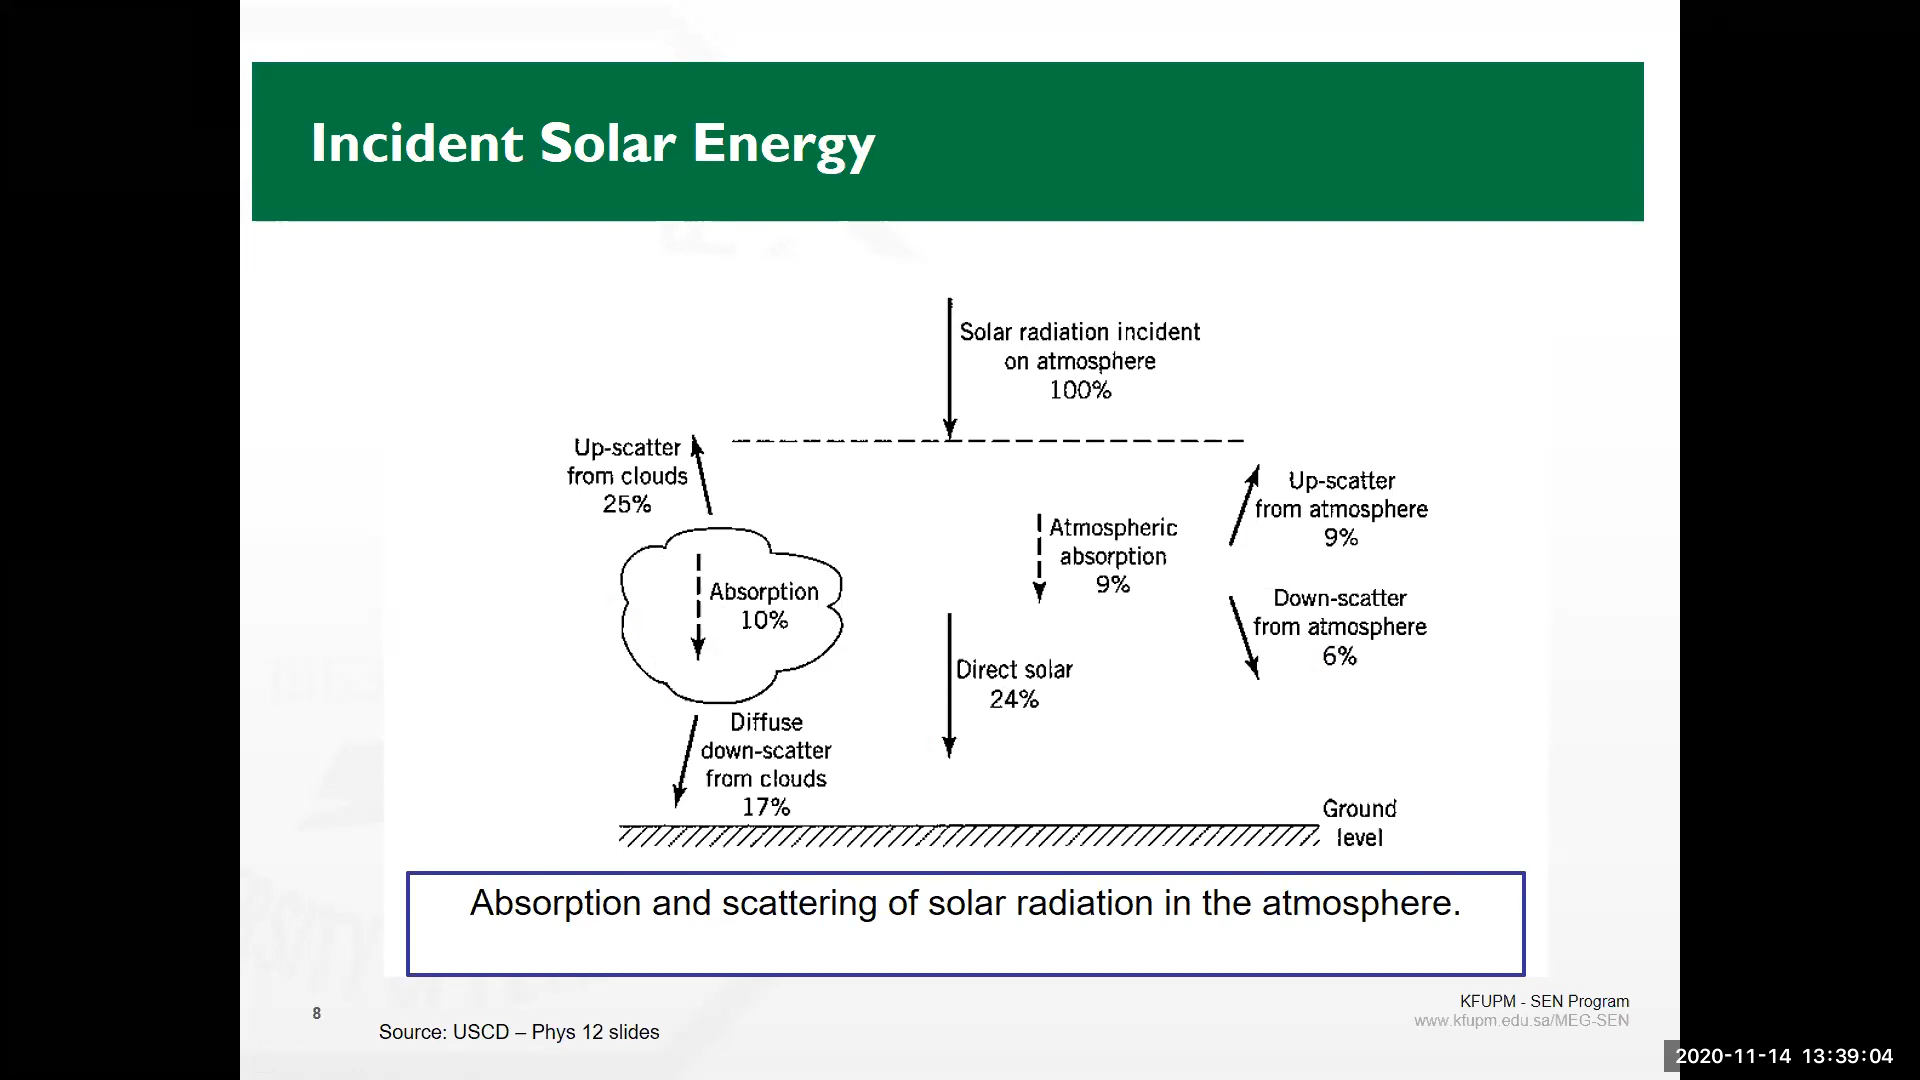 Incident Solar Energy
Solar radiation incident
on atmosphere
100%
Up-scatter
from clouds
25%
Up-scatter
from atmosphere
9%
Atmospheric
absorption
9%
Absorption
10%
Down-scatter
from atmosphere
6%
Direct solar
24%
Diffuse
down-scatter
from clouds
17%
Ground
level
Absorption and scattering of solar radiation in the atmosphere.
8
Source: USCD – Phys 12 slides
KFUPM - SEN Program
www.kfupm.edu.sa/MEG-SEN
2020-11-14 13:39:04